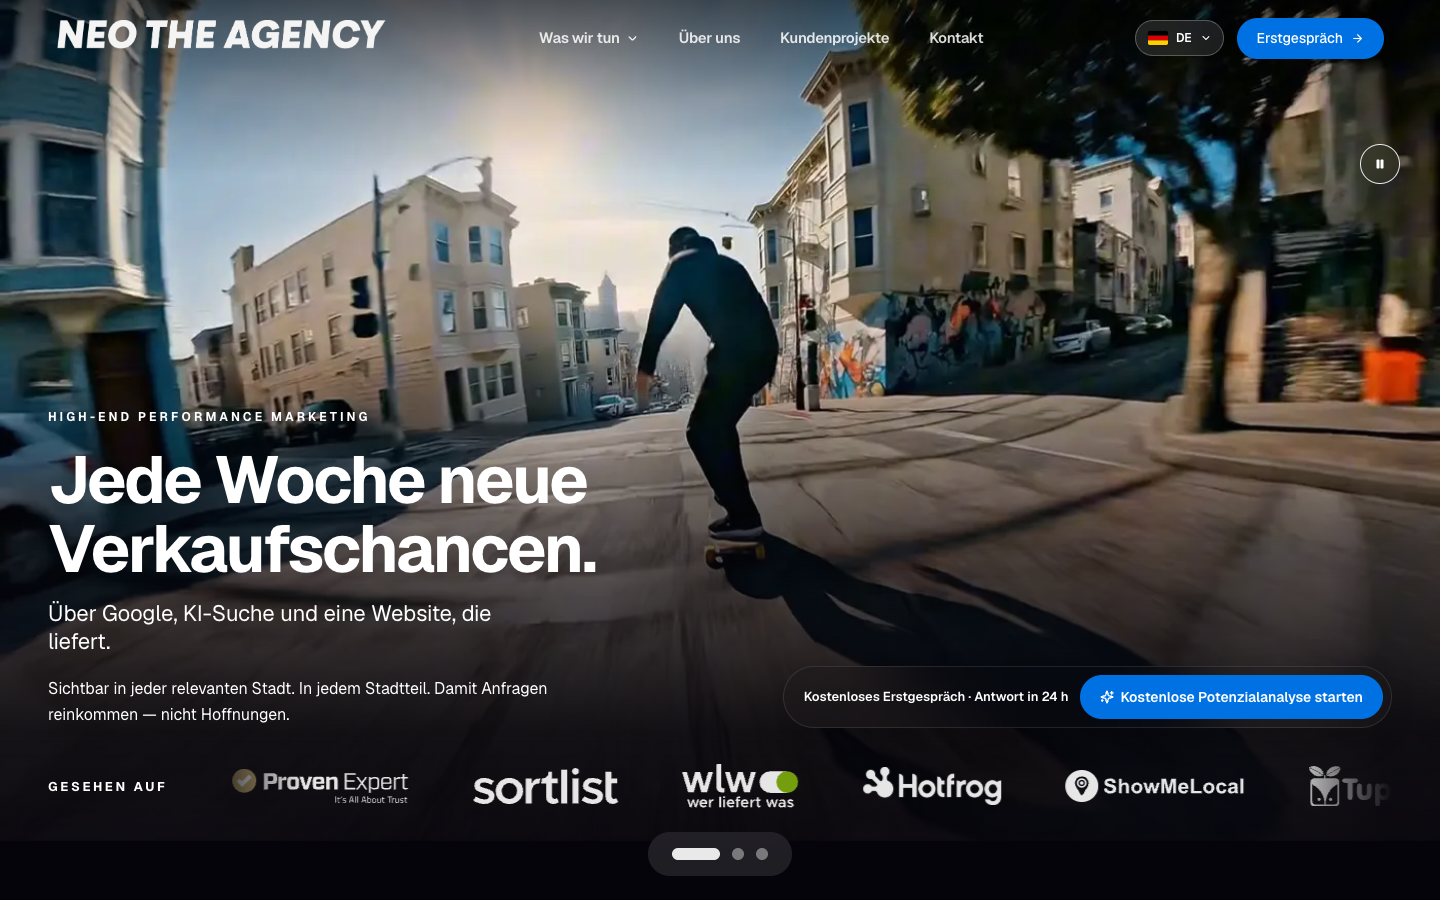 NEO THE AGENCY
Was wir tun
Über uns
Kundenprojekte
Kontakt
DE
Erstgespräch
HIGH-END PERFORMANCE MARKETING
Jede Woche neue
Verkaufschancen.
Über Google, KI-Suche und eine Website, die
liefert.
Sichtbar in jeder relevanten Stadt. In jedem Stadtteil. Damit Anfragen
reinkommen — nicht Hoffnungen.
Kostenloses Erstgespräch · Antwort in 24 h
Kostenlose Potenzialanalyse starten
GESEHEN AUF
Proven Expert
It's All About Trust
sortlist
wlw
wer liefert was
Hotfrog
ShowMeLocal
Tup